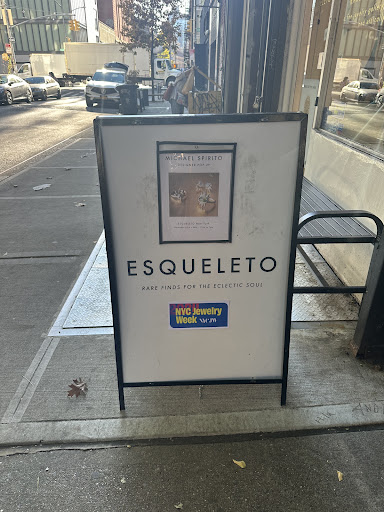 MICHAEL SPIRITO
ESQUELETO
RARE FINDS FOR THE ECLECTIC SOUL
NYC Jewelry
Week